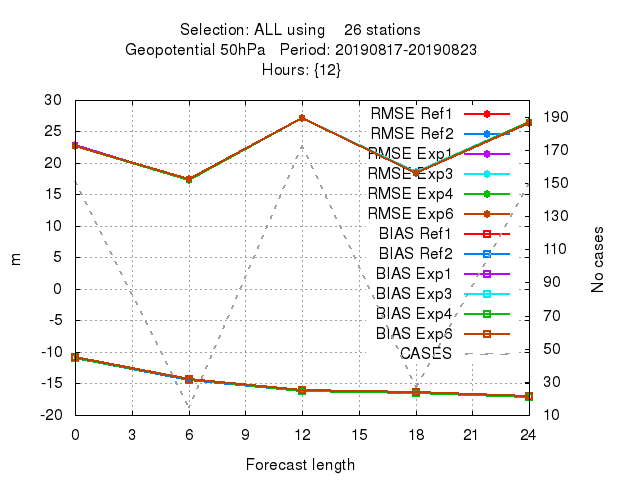 Selection: ALL using    26 stations
Geopotential 50hPa   Period: 20190817-20190823
Hours: {12}
30
25
20
15
10
5
0
-5
-10
-15
-20
m
RMSE Ref1
RMSE Ref2
RMSE Exp1
RMSE Exp3
RMSE Exp4
RMSE Exp6
BIAS Ref1
BIAS Ref2
BIAS Exp1
BIAS Exp3
BIAS Exp4
BIAS Exp6
CASES
190
170
150
130
110
90
70
50
30
10
No cases
0 3 6 9 12 15 18 21 24
Forecast length